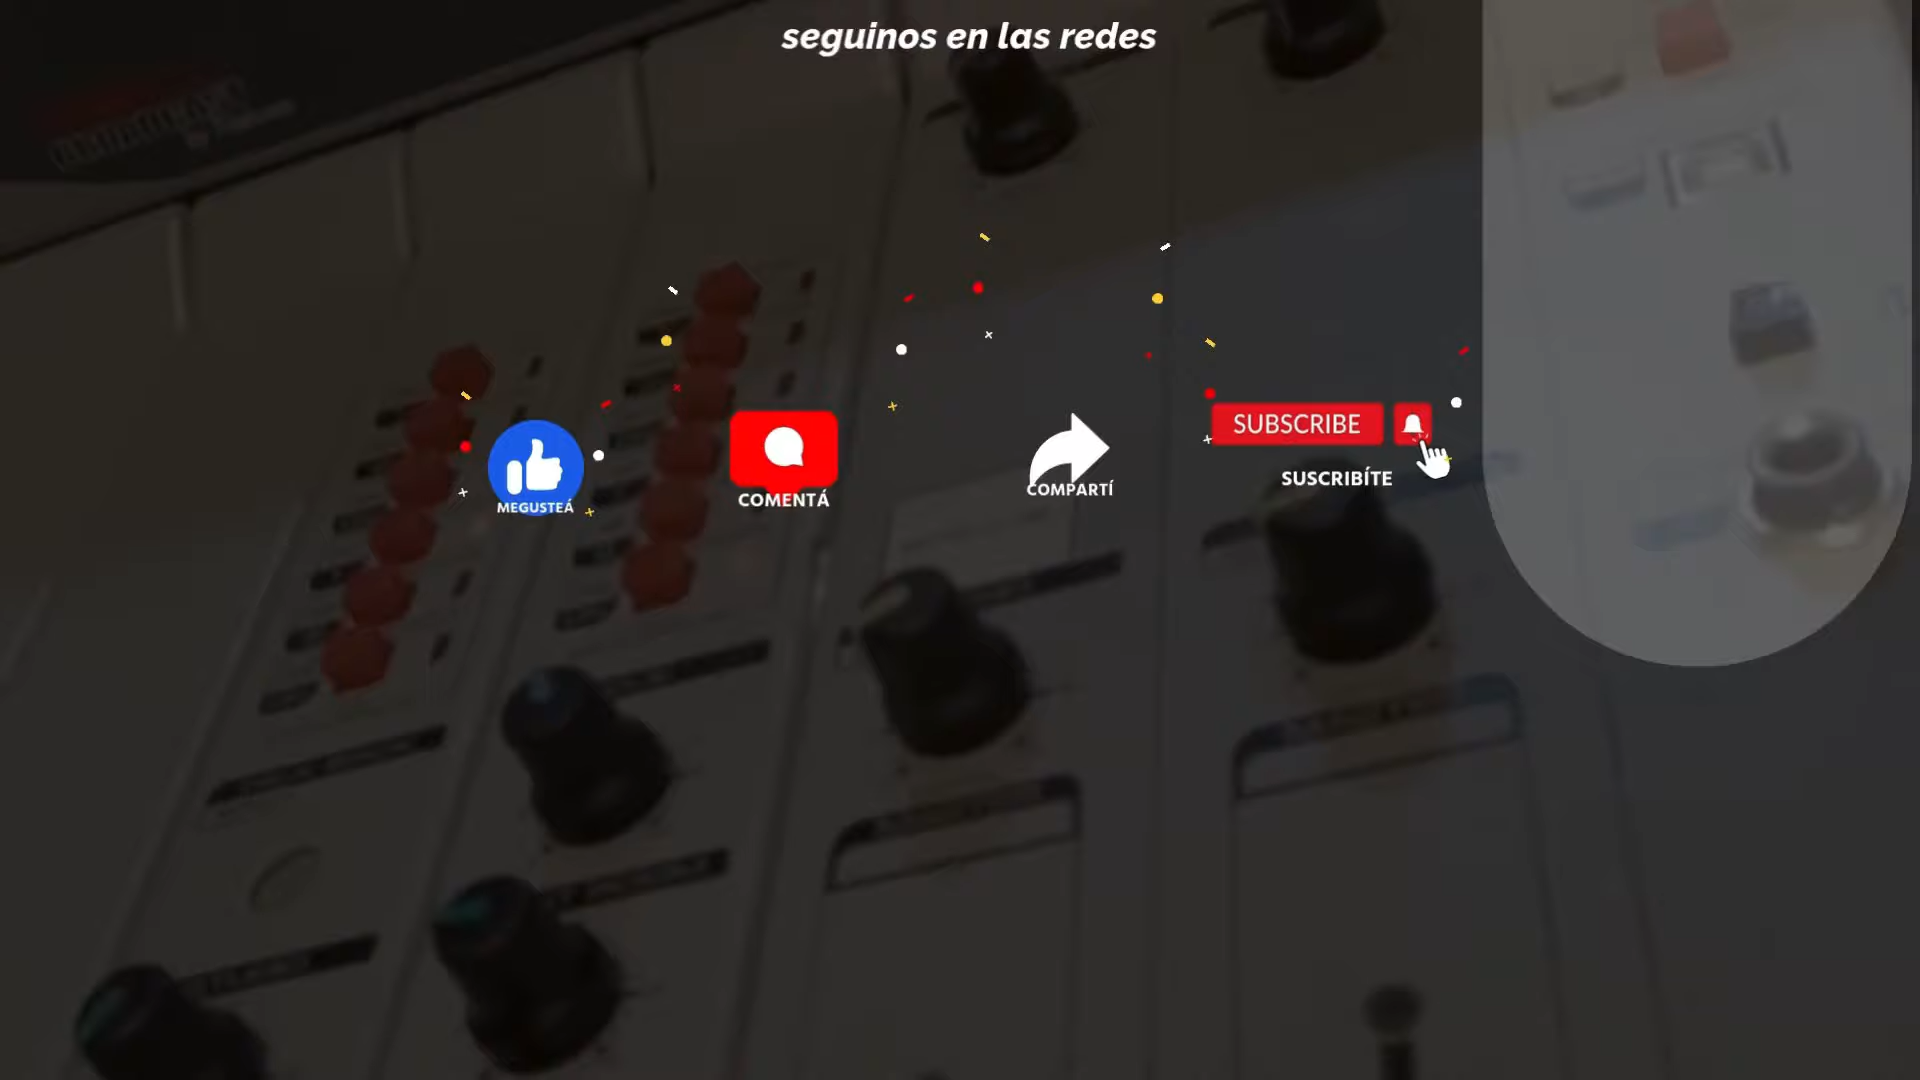 seguinos en las redes
MEGUSTEÁ
COMENTÁ
COMPARTÍ
SUBSCRIBE
SUSCRIBÍTE